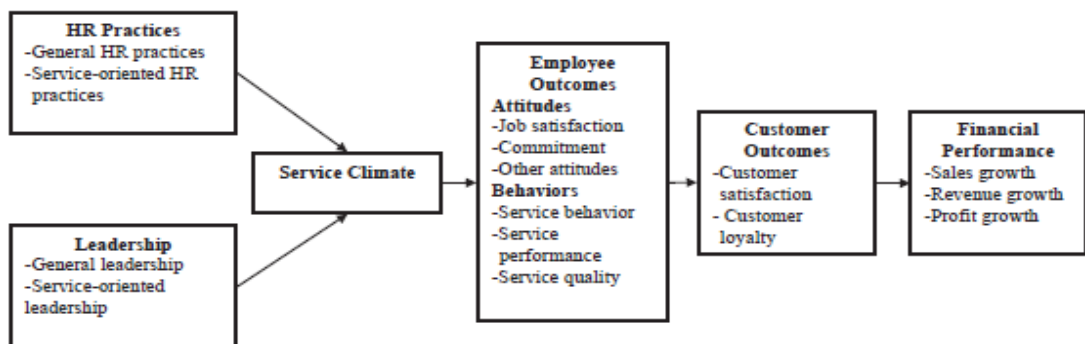 HR Practices
-General HR practices
-Service-oriented HR
practices
Leadership
-General leadership
-Service-oriented
leadership
Service Climate
Employee
Outcomes
Attitudes
-Job satisfaction
-Commitment
-Other attitudes
Behaviors
-Service behavior
-Service
performance
-Service quality
Customer
Outcomes
-Customer
satisfaction
- Customer
loyalty
Financial
Performance
-Sales growth
-Revenue growth
-Profit growth